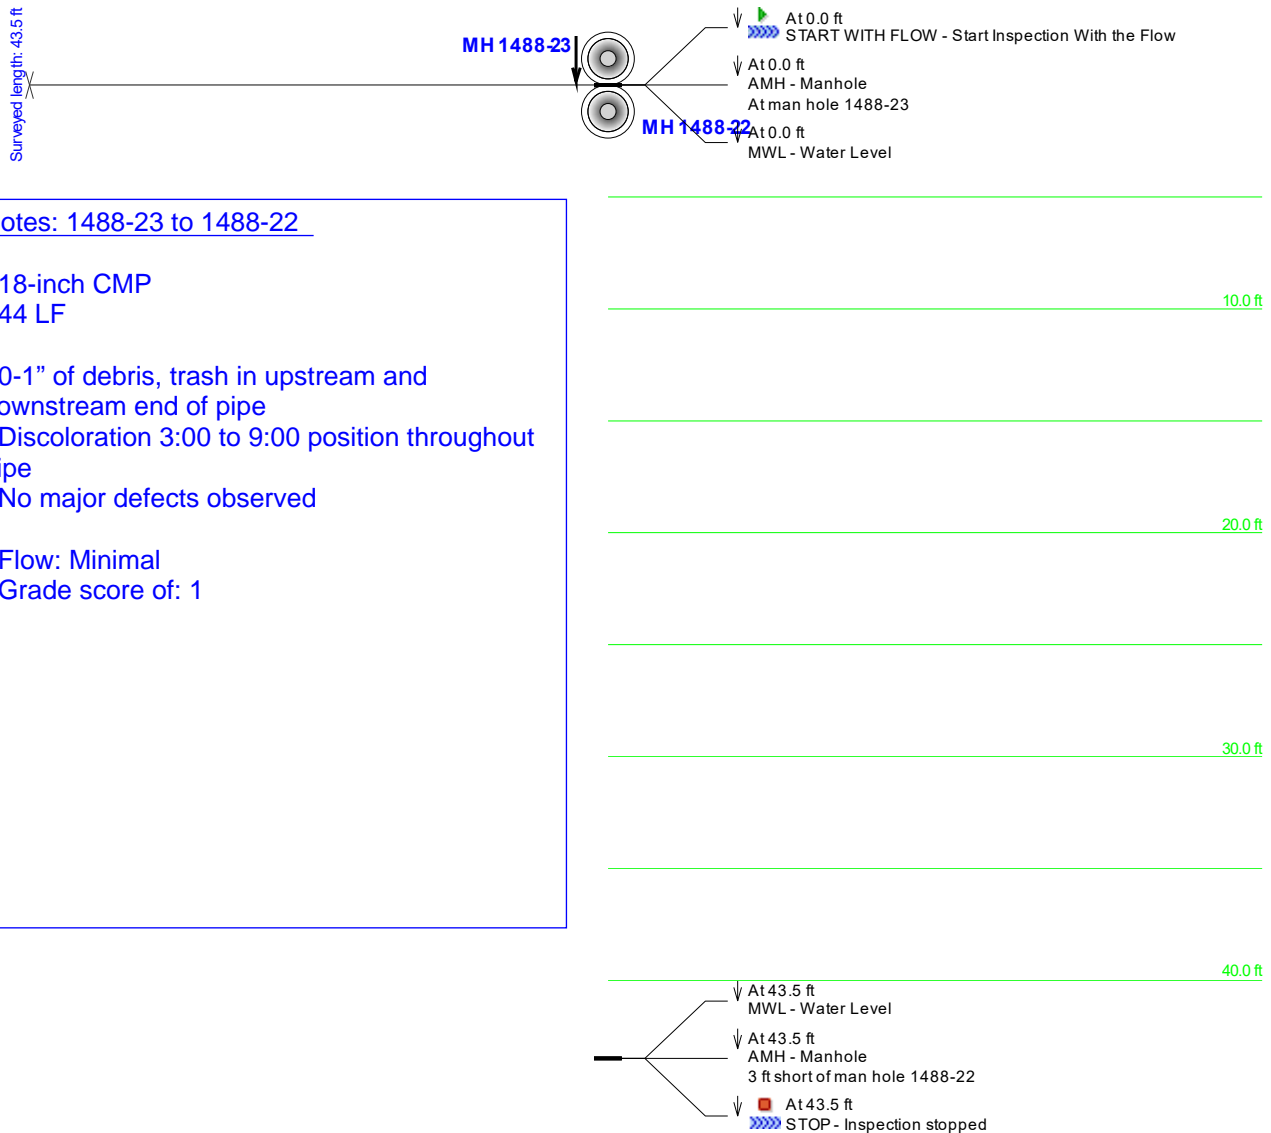 Surveyed length: 43.5 ft
MH 1488-23
MH 1488-22
At 0.0 ft
START WITH FLOW - Start Inspection With the Flow
At 0.0 ft
AMH - Manhole
At man hole 1488-23
At 0.0 ft
MWL - Water Level
otes: 1488-23 to 1488-22
18-inch CMP
44 LF
0-1” of debris, trash in upstream and
ownstream end of pipe
Discoloration 3:00 to 9:00 position throughout
ipe
No major defects observed
Flow: Minimal
Grade score of: 1
10.0 ft
20.0 ft
30.0 ft
40.0 ft
At 43.5 ft
MWL - Water Level
At 43.5 ft
AMH - Manhole
3 ft short of man hole 1488-22
At 43.5 ft
STOP - Inspection stopped